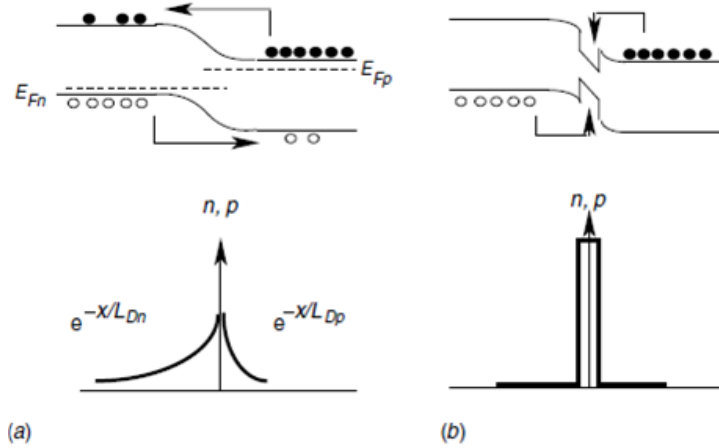 E_Fn
E_Fp
n, p
n, p
e^−x/L_Dn
e^−x/L_Dp
(a)
(b)